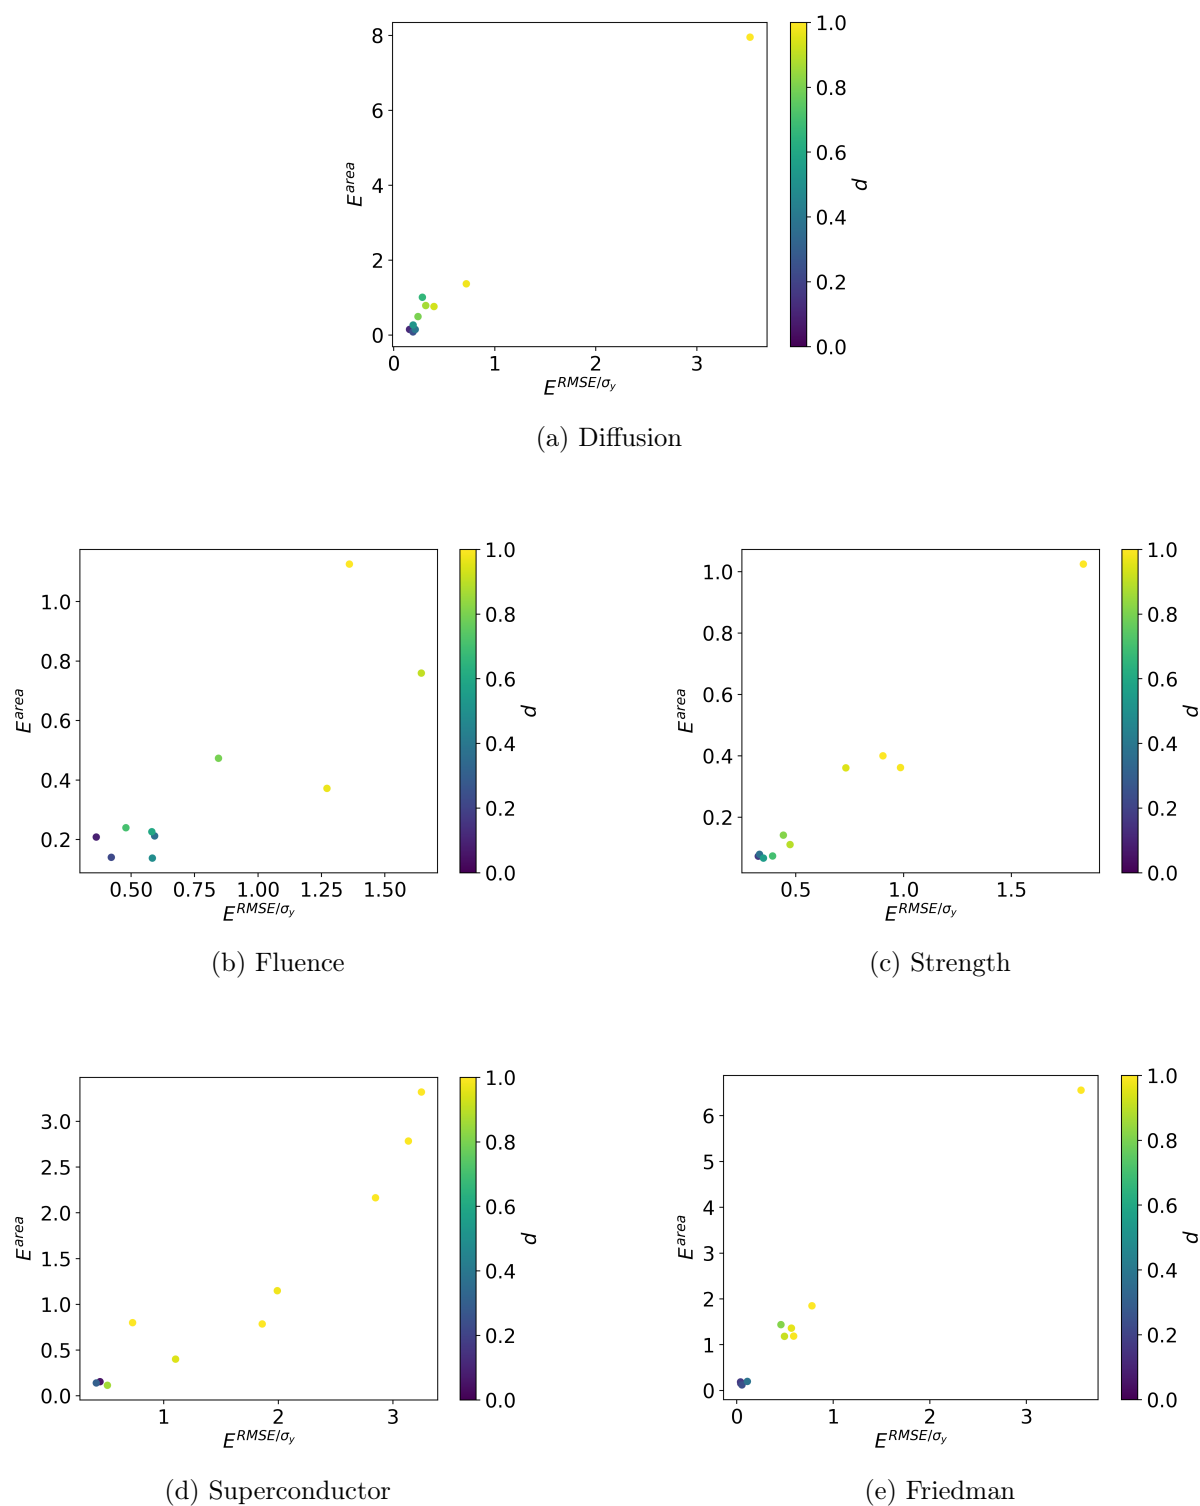 8
6
4
2
0
E^area
0 1 2 3
E^RMSE/σ_y
1.0
0.8
0.6
0.4
0.2
0.0
d
(a) Diffusion
1.0
0.8
0.6
0.4
0.2
E^area
0.50 0.75 1.00 1.25 1.50
E^RMSE/σ_y
1.0
0.8
0.6
0.4
0.2
0.0
d
(b) Fluence
1.0
0.8
0.6
0.4
0.2
E^area
0.5 1.0 1.5
E^RMSE/σ_y
1.0
0.8
0.6
0.4
0.2
0.0
d
(c) Strength
3.0
2.5
2.0
1.5
1.0
0.5
0.0
E^area
1 2 3
E^RMSE/σ_y
1.0
0.8
0.6
0.4
0.2
0.0
d
(d) Superconductor
6
5
4
3
2
1
0
E^area
0 1 2 3
E^RMSE/σ_y
1.0
0.8
0.6
0.4
0.2
0.0
d
(e) Friedman